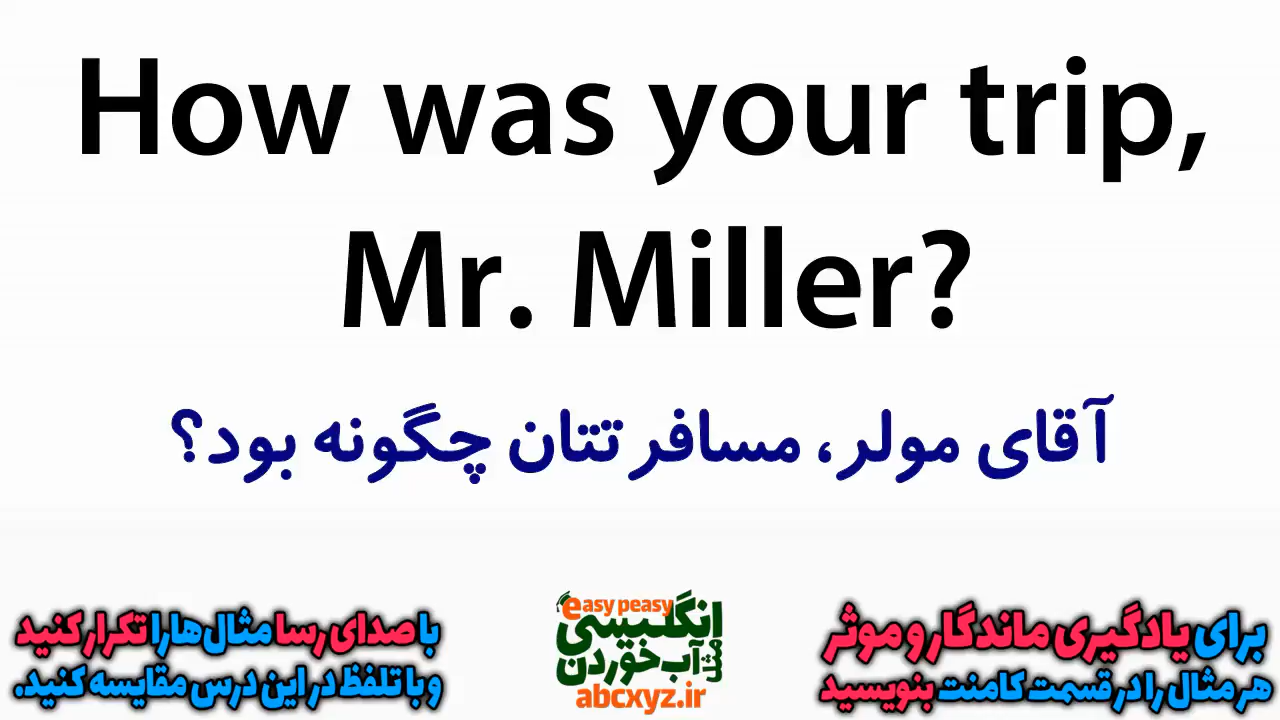 How was your trip,
Mr. Miller?
آقای مولر، مسافرتتان چگونه بود؟
برای یادگیری ماندگار و موثر
هر مثال را در قسمت کامنت بنویسید
easy peasy
انگلیسی
مثل آب خوردن
abcxyz.ir
با صدای رسا مثال‌ها را تکرار کنید
و با تلفظ در این درس مقایسه کنید.